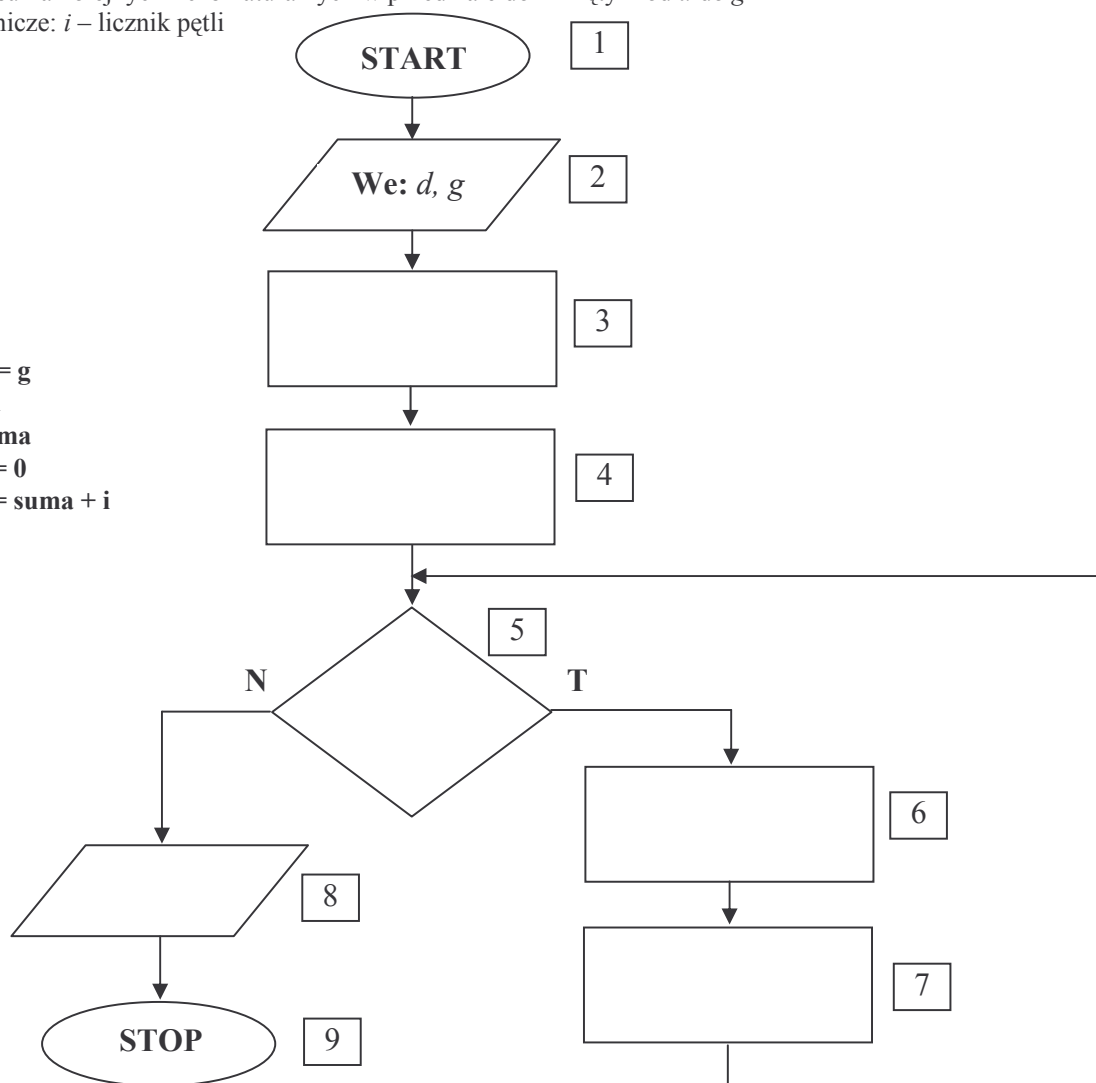 nicze: i – licznik pętli
START
1
We: d, g
2
3
= g
ma
= 0
= suma + i
4
5
N
T
6
8
7
STOP
9